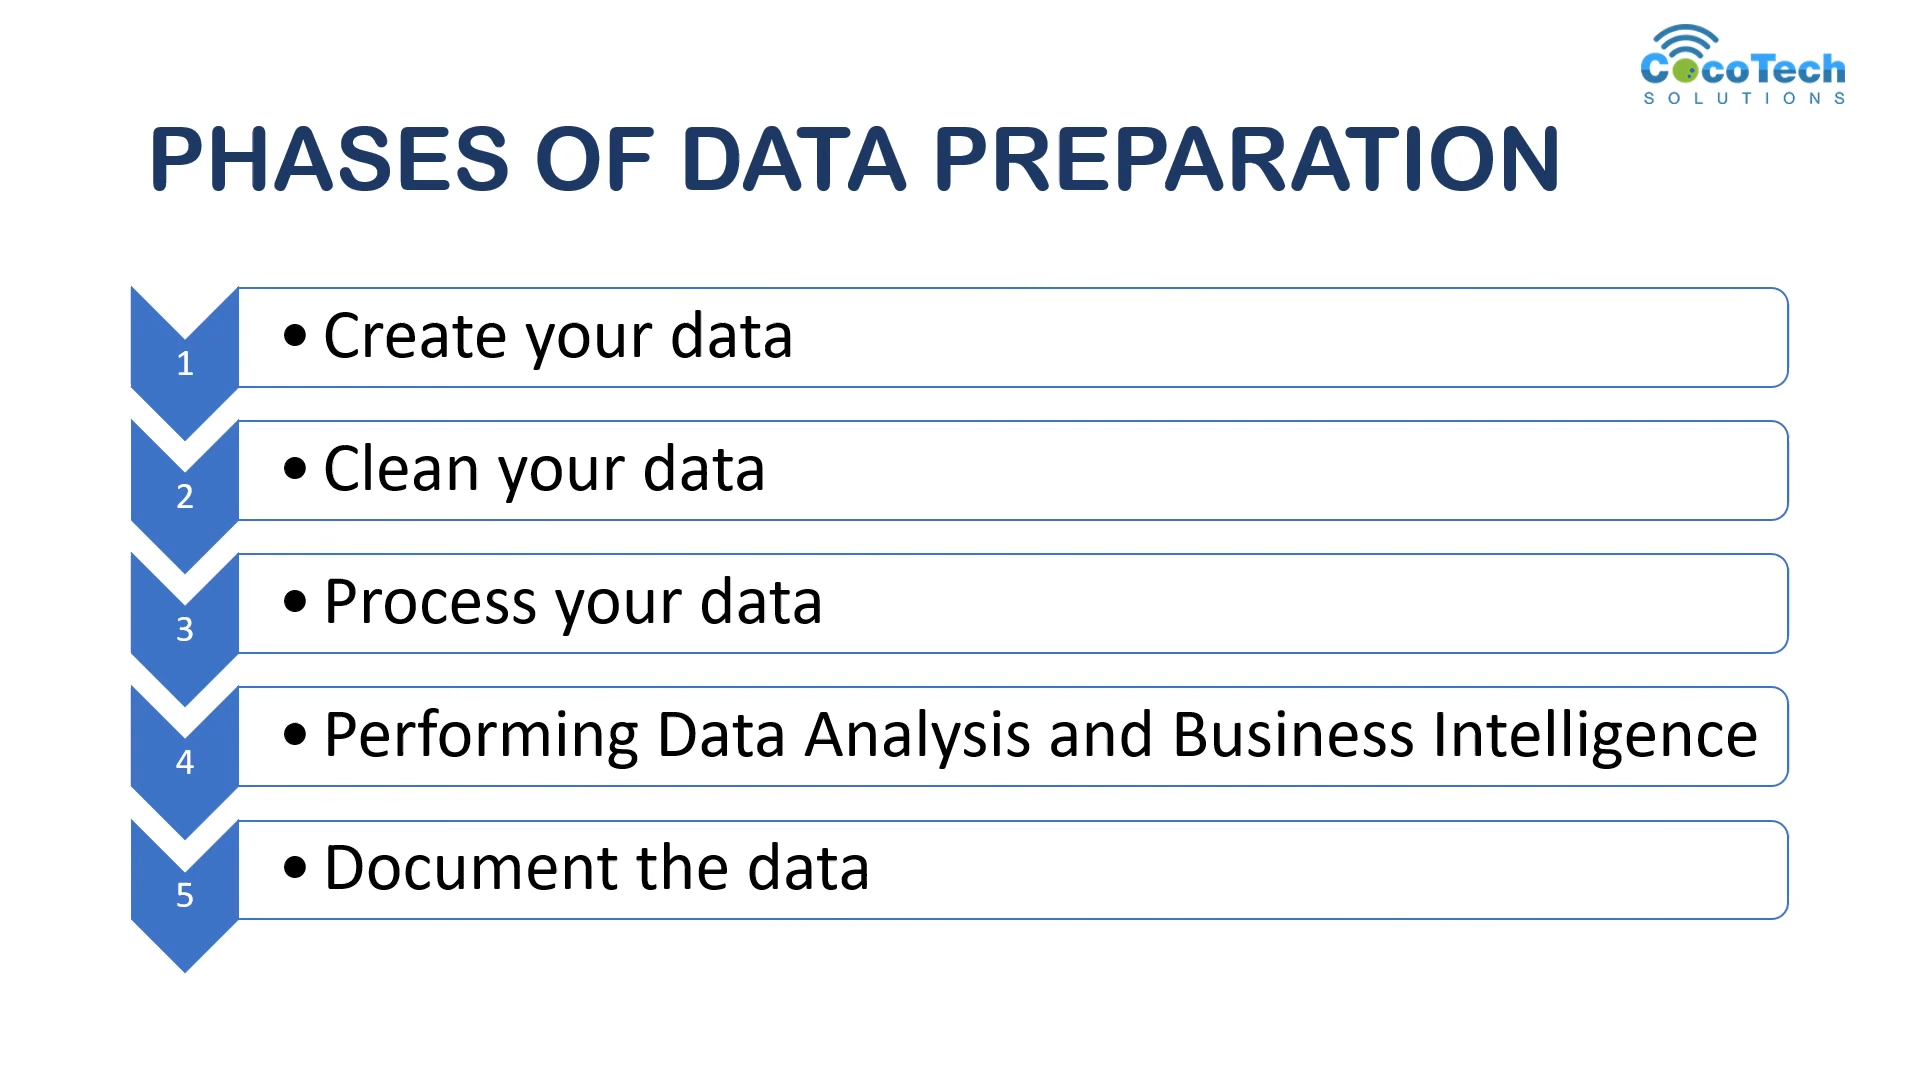 CocoTech
SOLUTIONS
PHASES OF DATA PREPARATION
1
• Create your data
2
• Clean your data
3
• Process your data
4
• Performing Data Analysis and Business Intelligence
5
• Document the data